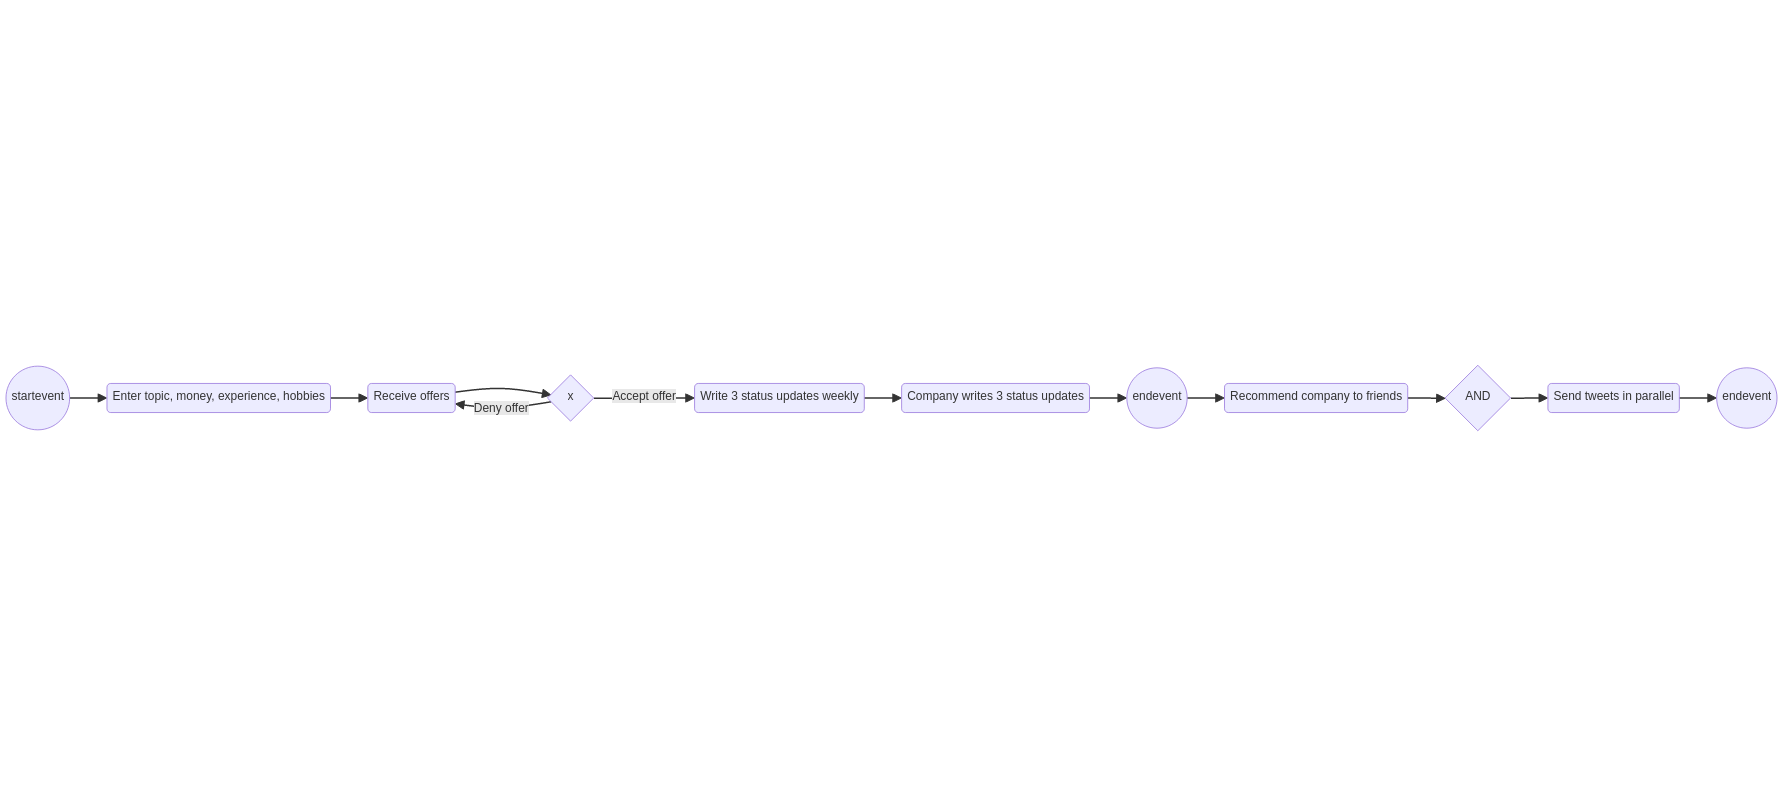 startevent
Enter topic, money, experience, hobbies
Receive offers
Deny offer
x
Accept offer
Write 3 status updates weekly
Company writes 3 status updates
endevent
Recommend company to friends
AND
Send tweets in parallel
endevent